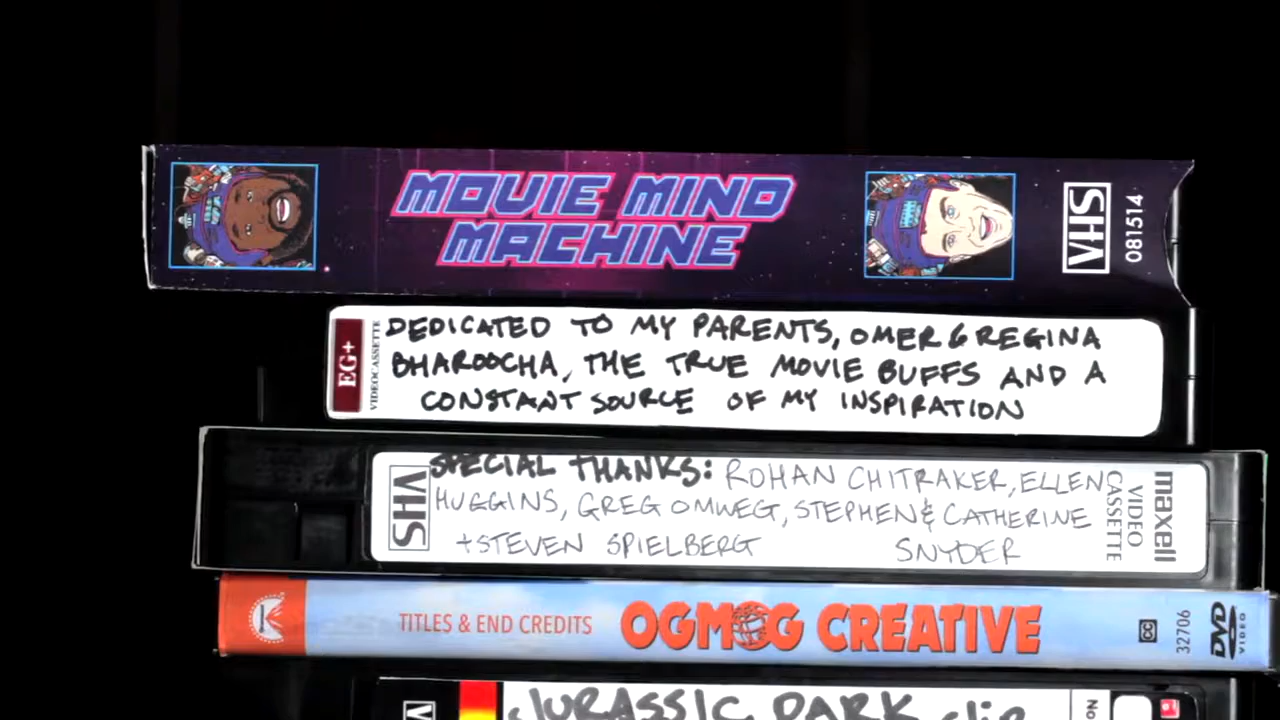 MOVIE MIND
MACHINE
VHS
081514
EG+
VIDEOCASSETTE
DEDICATED TO MY PARENTS, OMER & REGINA
BHAROOCHA, THE TRUE MOVIE BUFFS AND A
CONSTANT SOURCE OF MY INSPIRATION
VHS
SPECIAL THANKS: ROHAN CHITRAKER, ELLEN
HUGGINS, GREG OMWEG, STEPHEN & CATHERINE
+STEVEN SPIELBERG SNYDER
VIDEO
CASSETTE
maxell
TITLES & END CREDITS
OGMOG CREATIVE
CC
32706
DVD
VIDEO
JURASSIC PARK clip